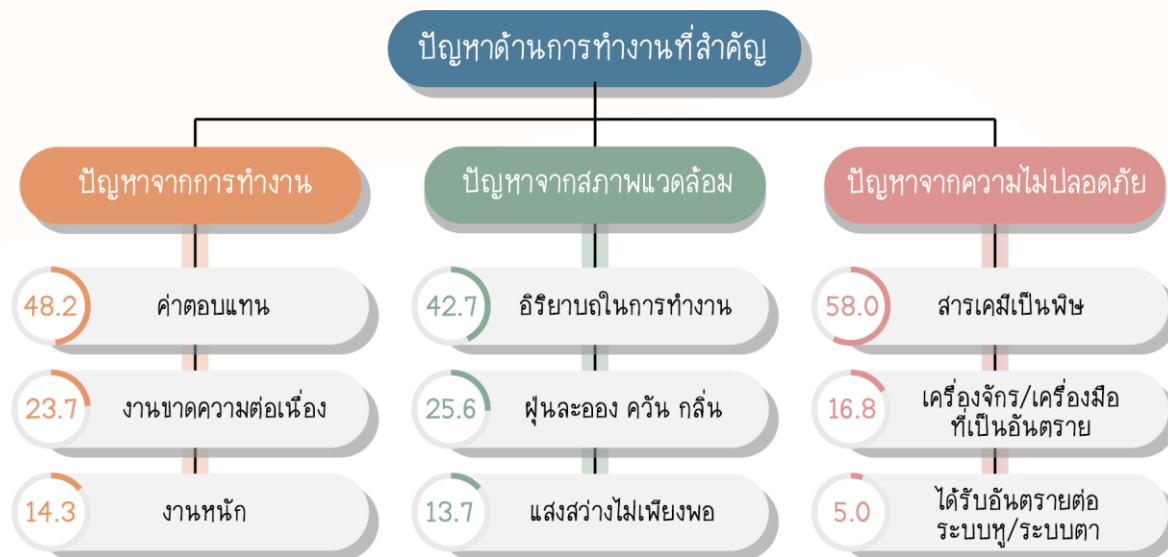 ปัญหาด้านการทำงานที่สำคัญ
ปัญหาจากการทำงาน
48.2 ค่าตอบแทน
23.7 งานขาดความต่อเนื่อง
14.3 งานหนัก
ปัญหาจากสภาพแวดล้อม
42.7 อิริยาบถในการทำงาน
25.6 ฝุ่นละออง ควัน กลิ่น
13.7 แสงสว่างไม่เพียงพอ
ปัญหาจากความไม่ปลอดภัย
58.0 สารเคมีเป็นพิษ
16.8 เครื่องจักร/เครื่องมือ
ที่เป็นอันตราย
5.0 ได้รับอันตรายต่อ
ระบบหู/ระบบตา